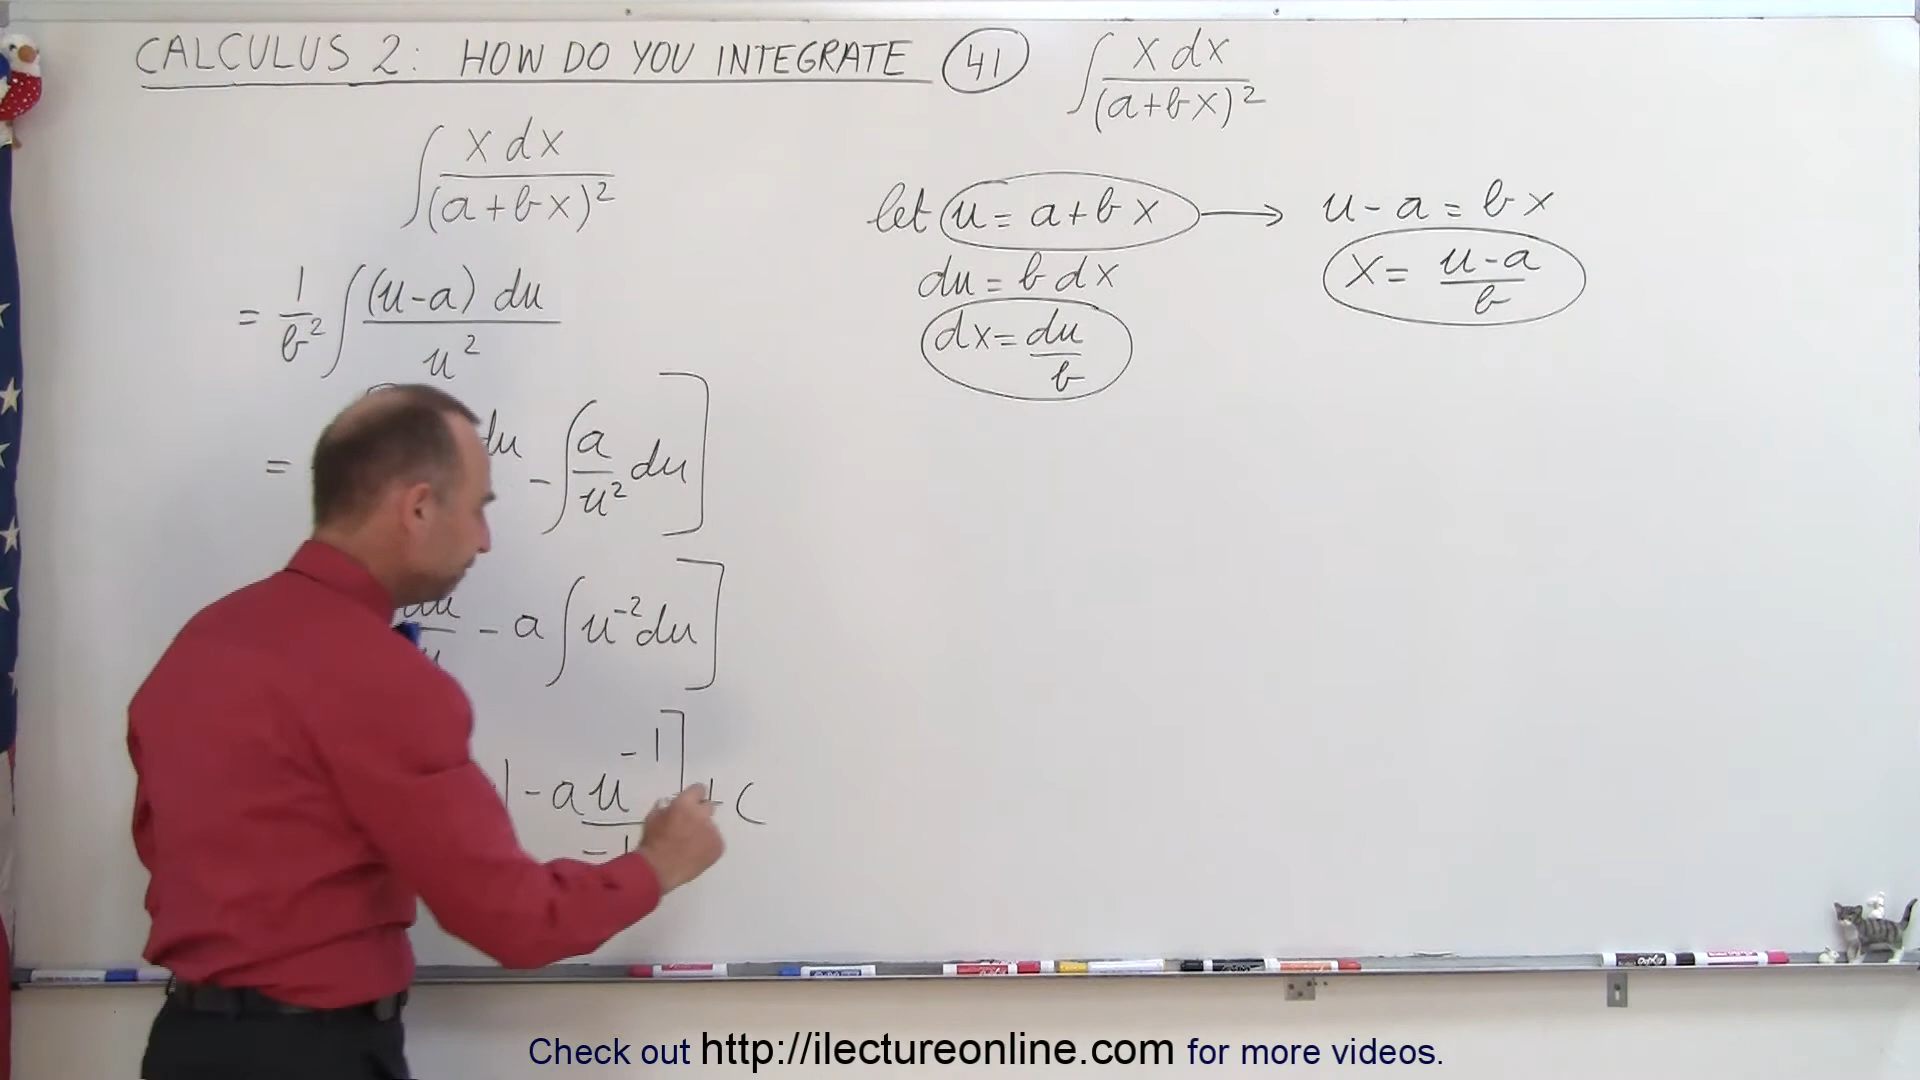 CALCULUS 2: HOW DO YOU INTEGRATE 41 ∫ x dx / (a+bx)²
∫ x dx / (a+bx)²
= 1/b² ∫ (u-a) du / u²
= du - ∫ a/u² du ]
du/u - a ∫ u⁻² du ]
| - a u⁻¹/-1 ] + C
let u = a+bx → u-a = bx
du = b dx
x = u-a / b
dx = du/b
Check out http://ilectureonline.com for more videos.